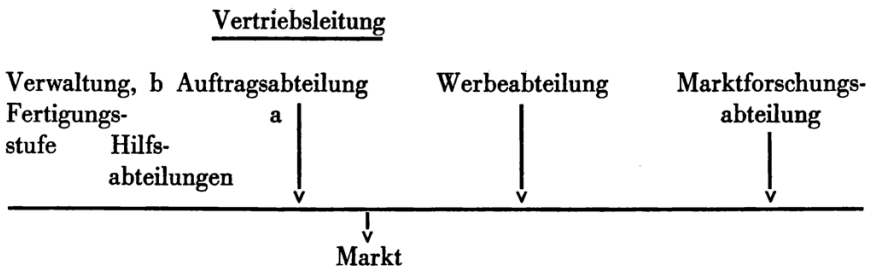 Vertriebsleitung
Verwaltung, b Auftragsabteilung Werbeabteilung Marktforschungs-
Fertigungs- a abteilung
stufe Hilfs-
abteilungen
Markt